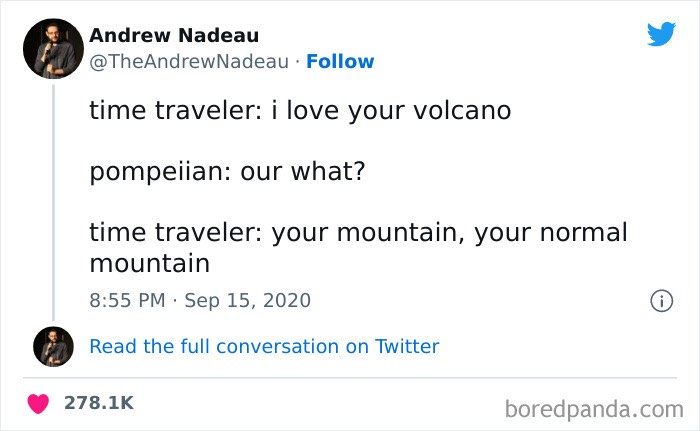 Andrew Nadeau
@TheAndrewNadeau · Follow
time traveler: i love your volcano
pompeiian: our what?
time traveler: your mountain, your normal
mountain
8:55 PM · Sep 15, 2020
Read the full conversation on Twitter
278.1K
boredpanda.com